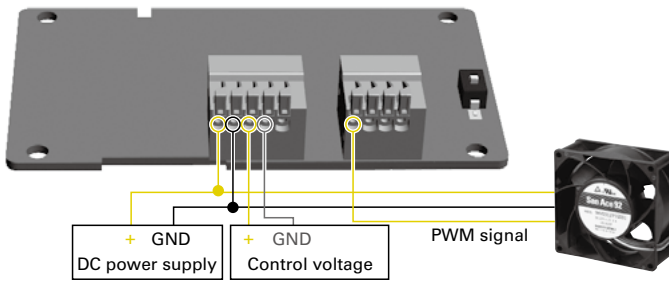 + GND
DC power supply
+ GND
Control voltage
PWM signal
San Ace 92